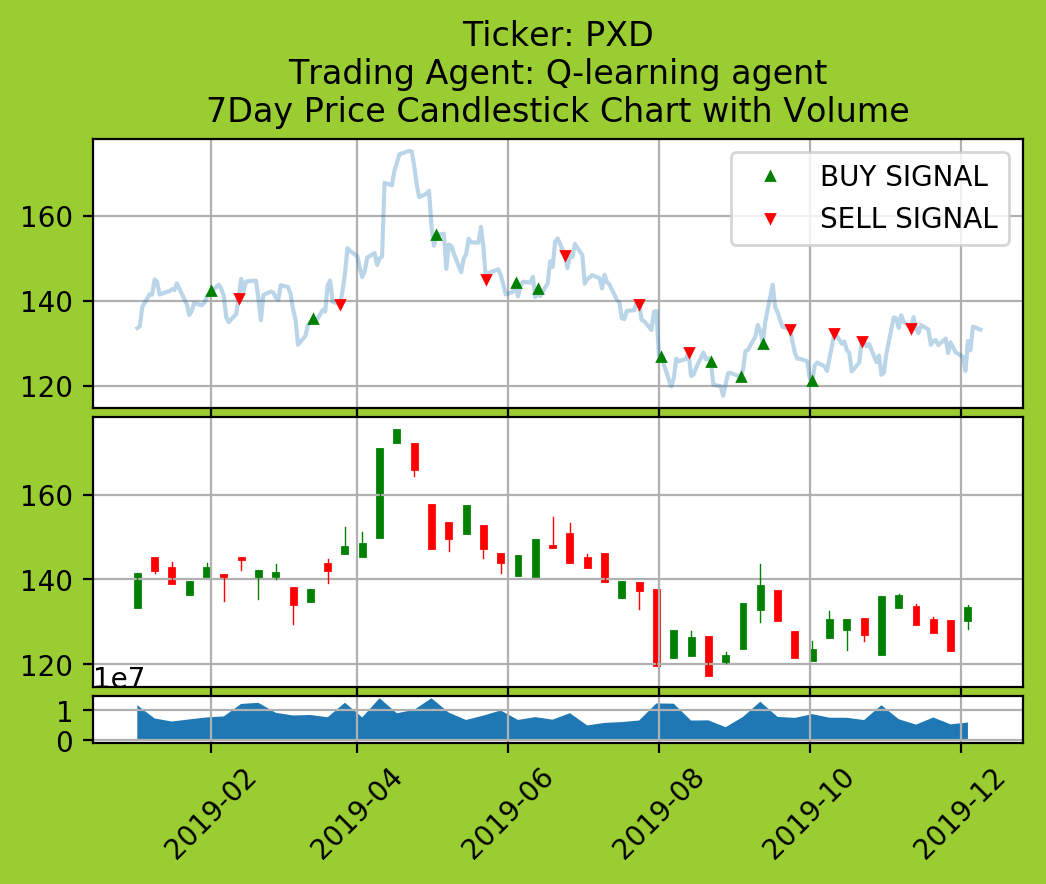 Ticker: PXD
Trading Agent: Q-learning agent
7Day Price Candlestick Chart with Volume
BUY SIGNAL
SELL SIGNAL
160
140
120
160
140
120
1e7
1
0
2019-02
2019-04
2019-06
2019-08
2019-10
2019-12